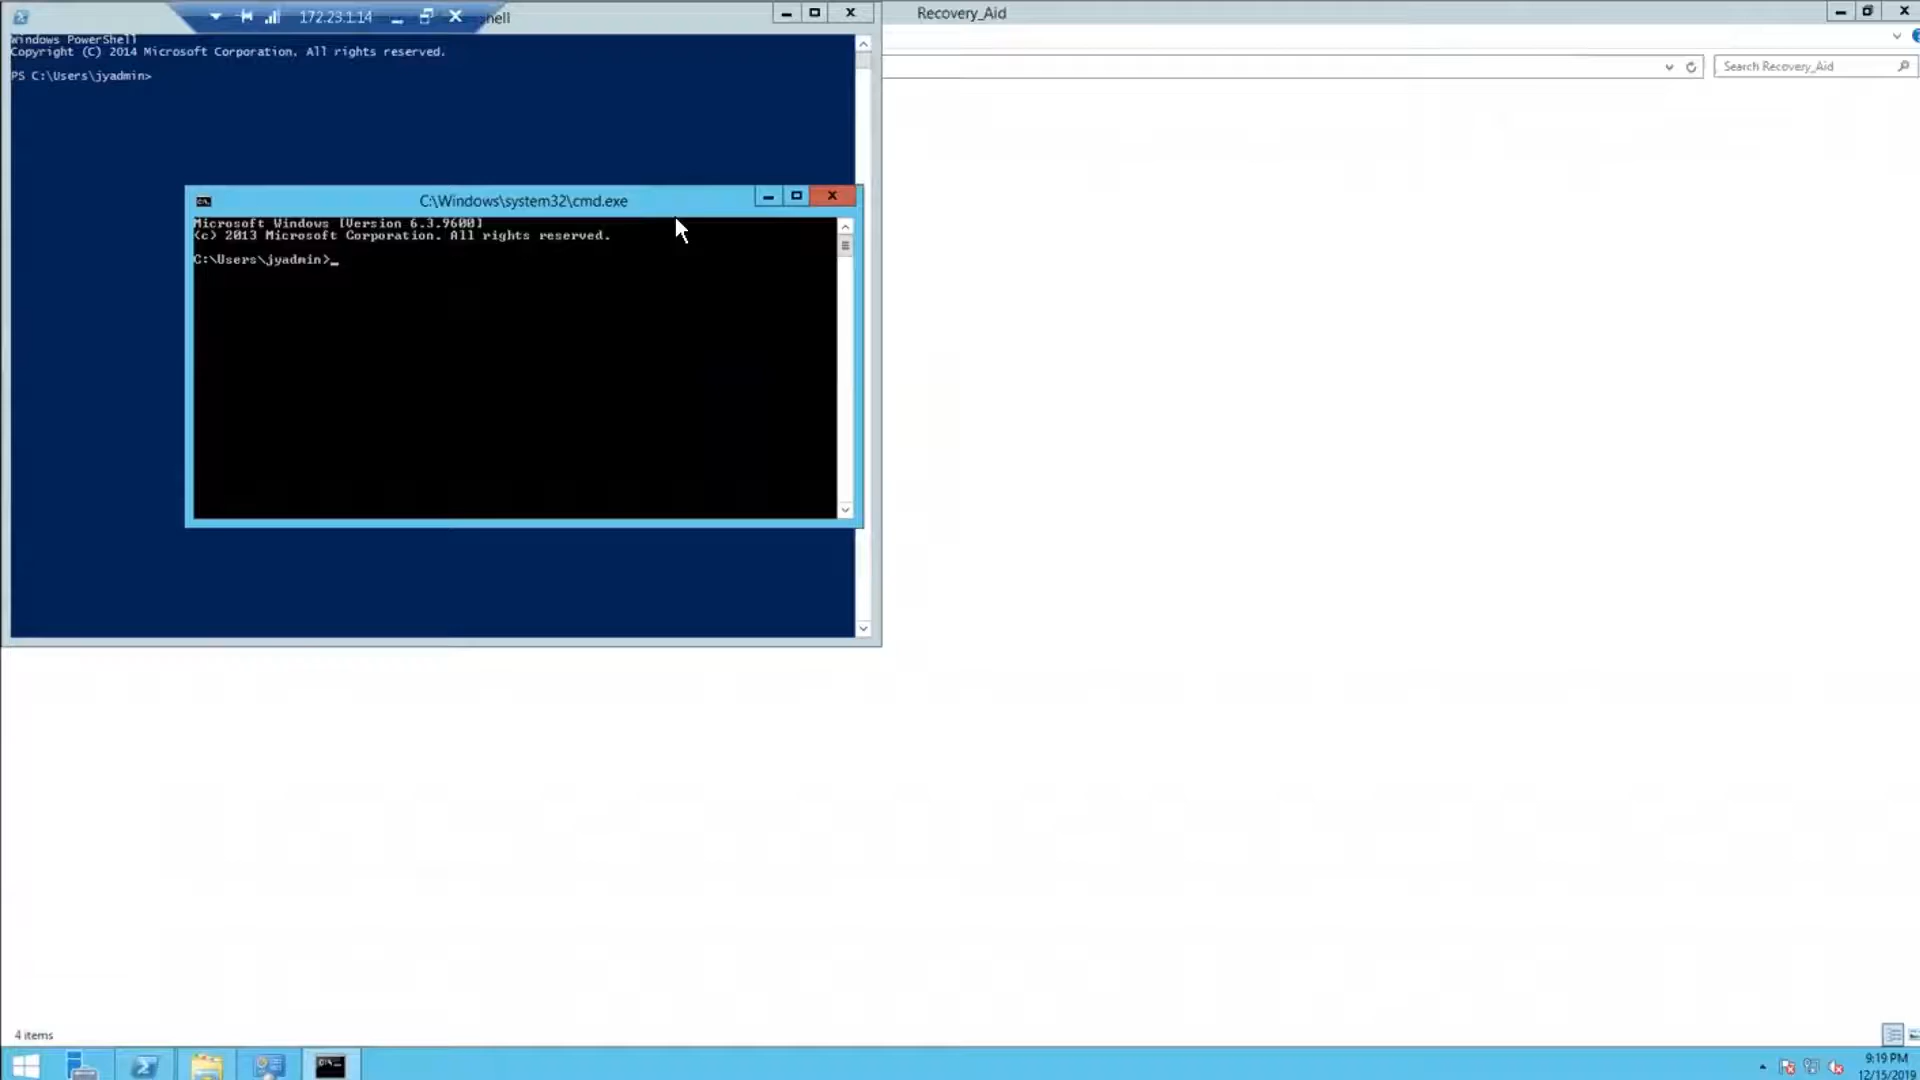 172.23.1.14
hell
Recovery_Aid
Windows PowerShell
Copyright (C) 2014 Microsoft Corporation. All rights reserved.
PS C:\Users\jyadmin>
Search Recovery_Aid
C:\Windows\system32\cmd.exe
Microsoft Windows [Version 6.3.9600]
(c) 2013 Microsoft Corporation. All rights reserved.
C:\Users\jyadmin>_
4 items
9:19 PM
12/15/2019